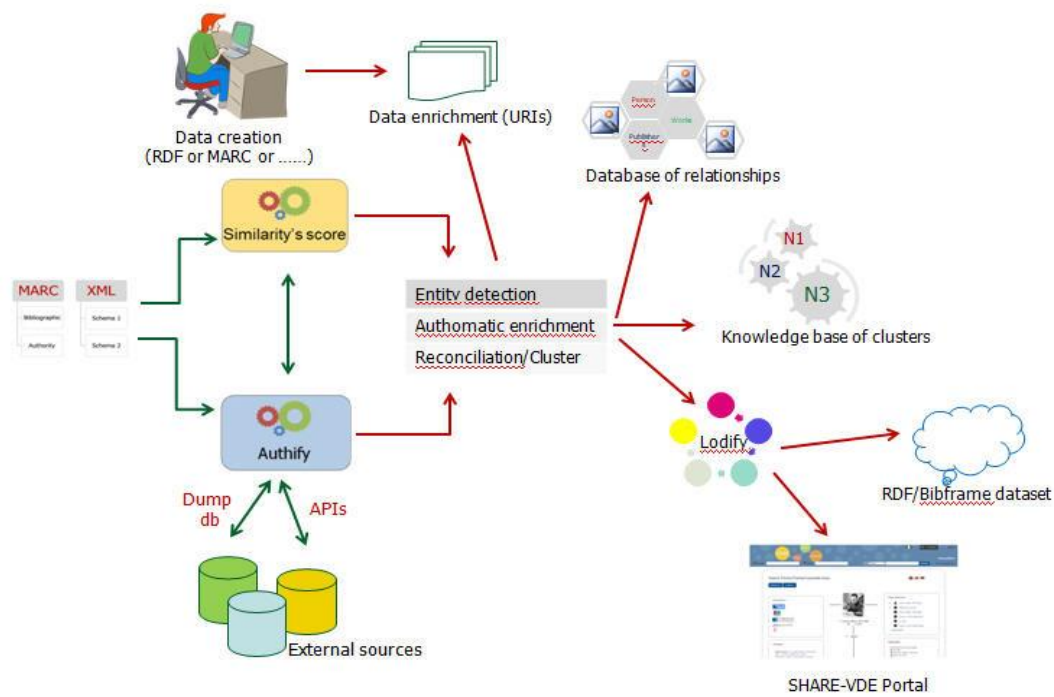 Data creation
(RDF or MARC or ......)
Data enrichment (URIs)
Person
Works
Publisher
s
Database of relationships
Similarity's score
N1
N2
N3
Knowledge base of clusters
MARC
XML
Bibliographic
Scheme 1
Authority
Scheme 2
Entity detection
Authomatic enrichment
Reconciliation/Cluster
Authify
Dump
db
APIs
External sources
Lodify
RDF/Bibframe dataset
SHARE-VDE Portal